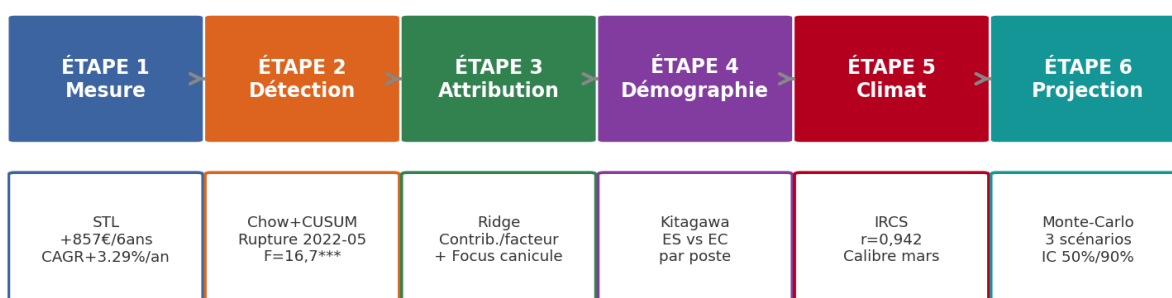 ÉTAPE 1
Mesure
ÉTAPE 2
Détection
ÉTAPE 3
Attribution
ÉTAPE 4
Démographie
ÉTAPE 5
Climat
ÉTAPE 6
Projection
STL
+857€/6ans
CAGR+3.29%/an
Chow+CUSUM
Rupture 2022-05
F=16,7***
Ridge
Contrib./facteur
+ Focus canicule
Kitagawa
ES vs EC
par poste
IRCS
r=0,942
Calibre mars
Monte-Carlo
3 scénarios
IC 50%/90%